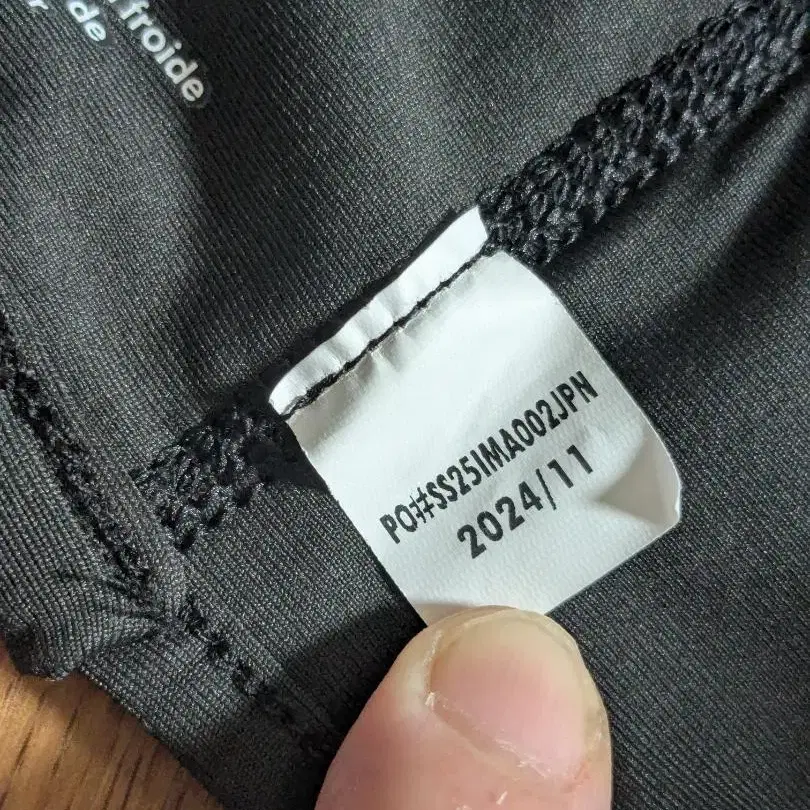 froide
de
PO#SS25IMA002JPN
2024/11